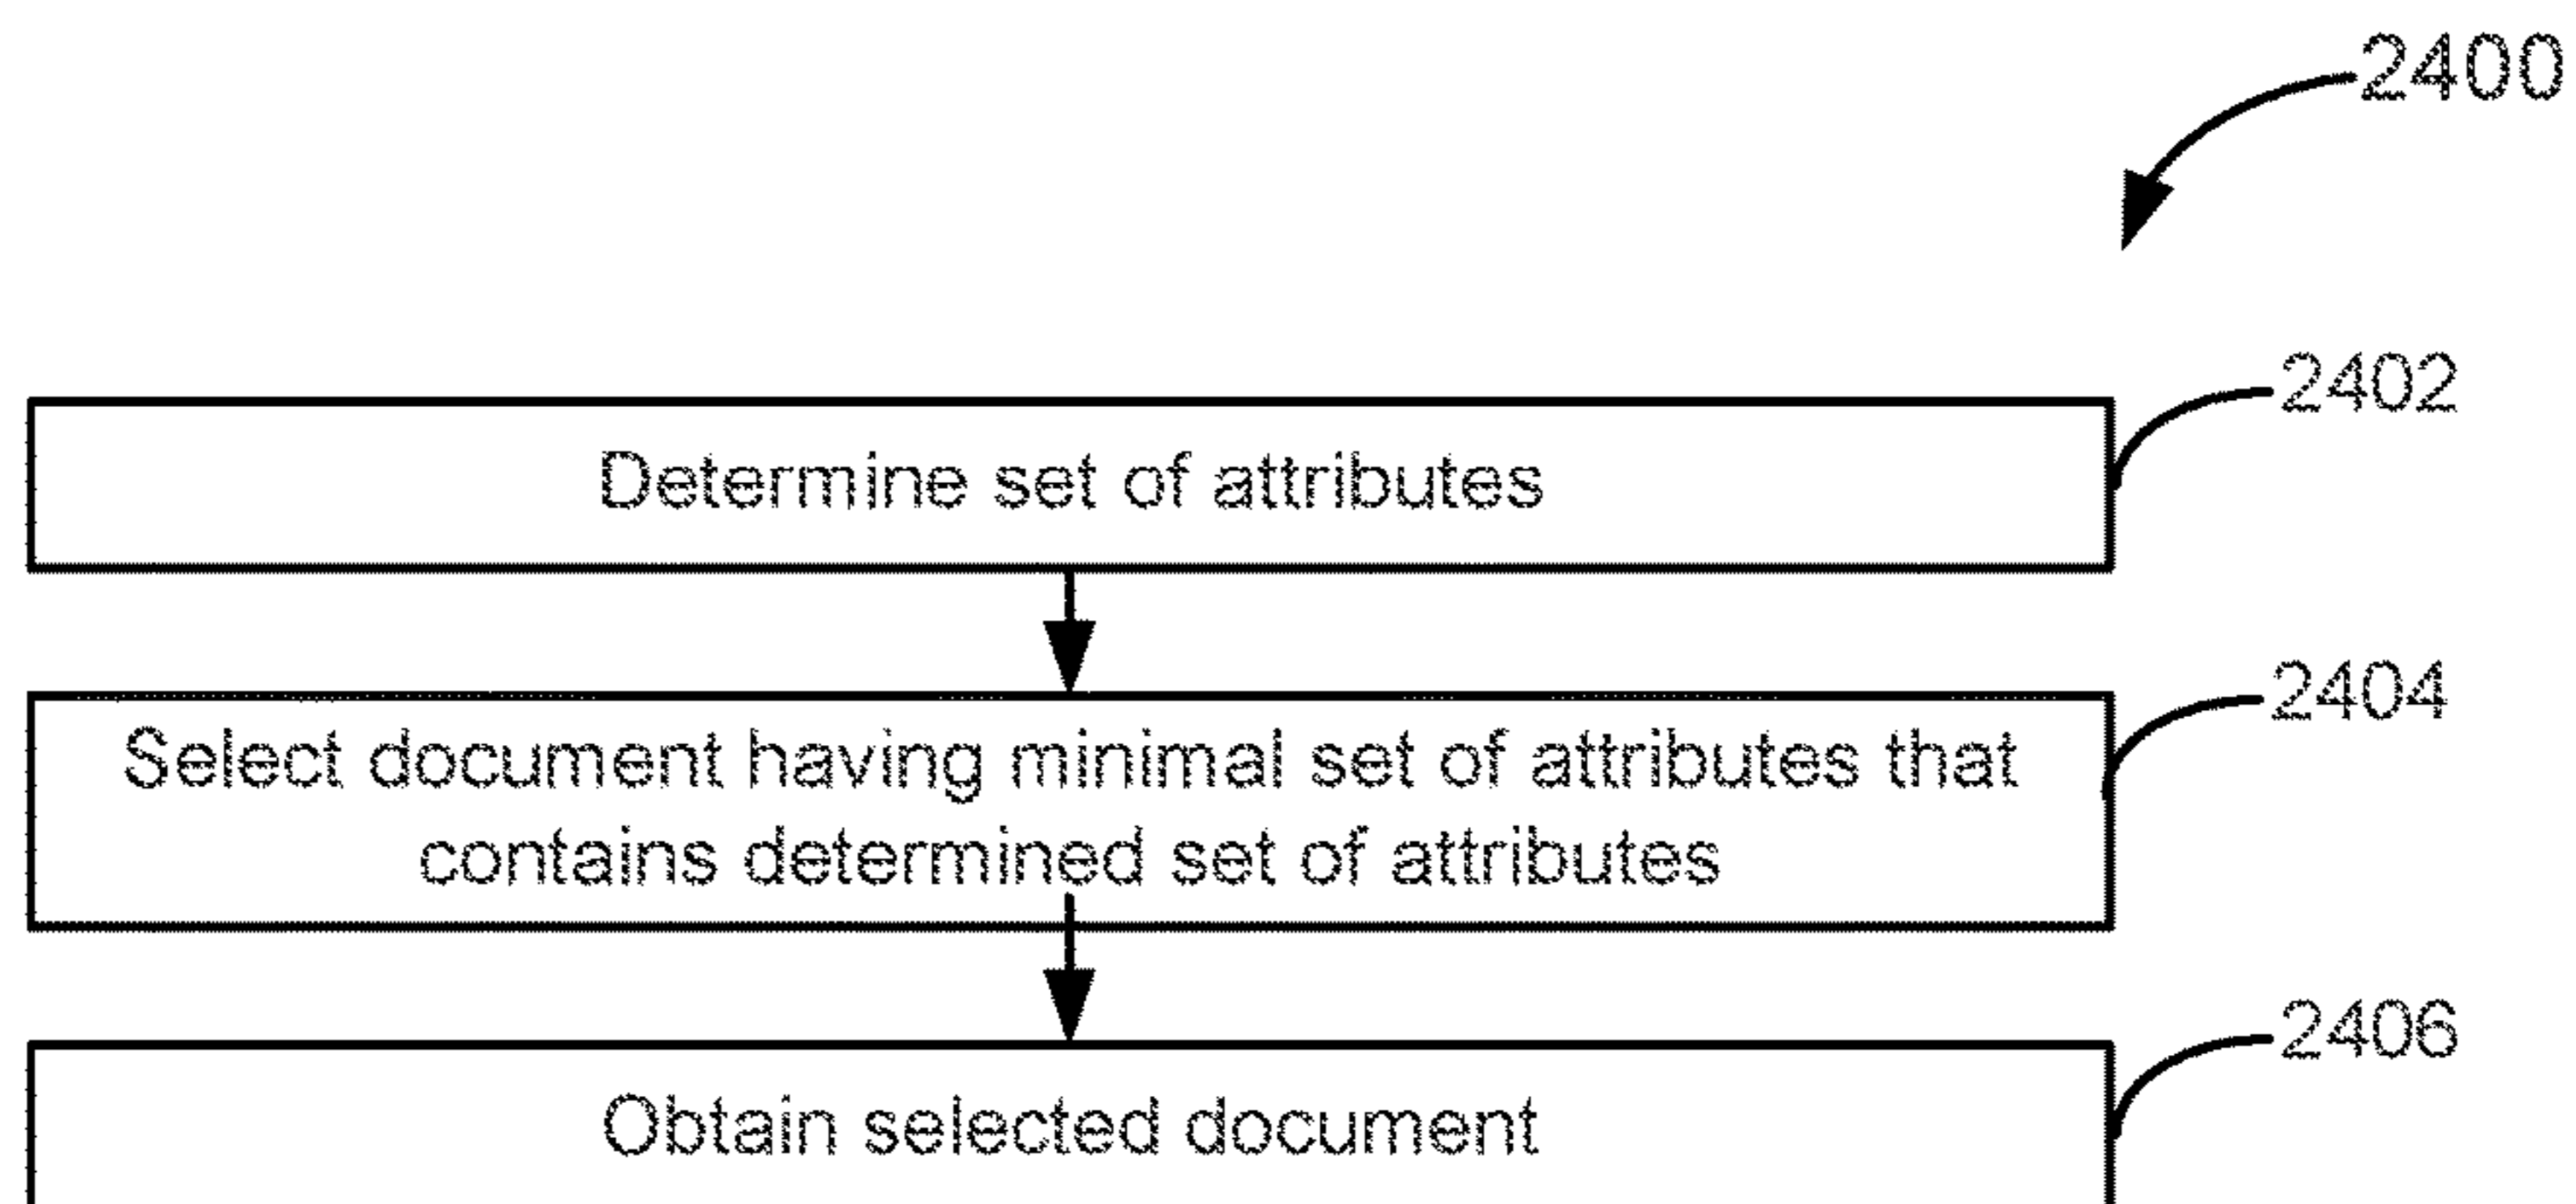 2400
2402
Determine set of attributes
2404
Select document having minimal set of attributes that
contains determined set of attributes
2406
Obtain selected document